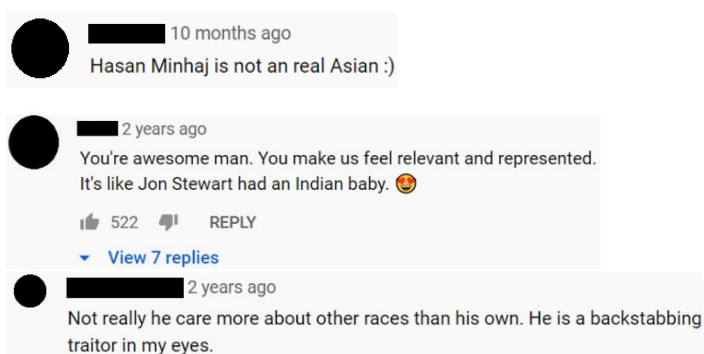 10 months ago
Hasan Minhaj is not an real Asian :)
2 years ago
You're awesome man. You make us feel relevant and represented.
It's like Jon Stewart had an Indian baby. 😍
522 REPLY
View 7 replies
2 years ago
Not really he care more about other races than his own. He is a backstabbing
traitor in my eyes.